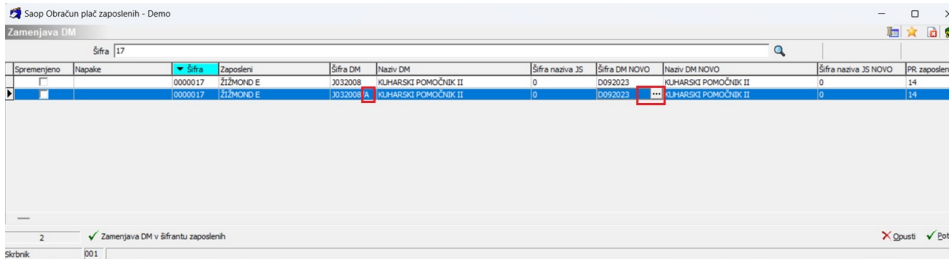 Saop Obračun plač zaposlenih - Demo
Zamenjava DM
Šifra 17
Spremenjeno Napake Šifra Zaposleni Šifra DM Naziv DM Šifra naziva JS Šifra DM NOVO Naziv DM NOVO Šifra naziva JS NOVO PR zaposlen
0000017 ŽIŽMOND E J032008 KUHARSKI POMOČNIK II 0 D092023 KUHARSKI POMOČNIK II 0 14
0000017 ŽIŽMOND E J032008 A KUHARSKI POMOČNIK II 0 D092023 ... KUHARSKI POMOČNIK II 0 14
2 Zamenjava DM v šifrantu zaposlenih Opusti Pot
Skrbnik 001